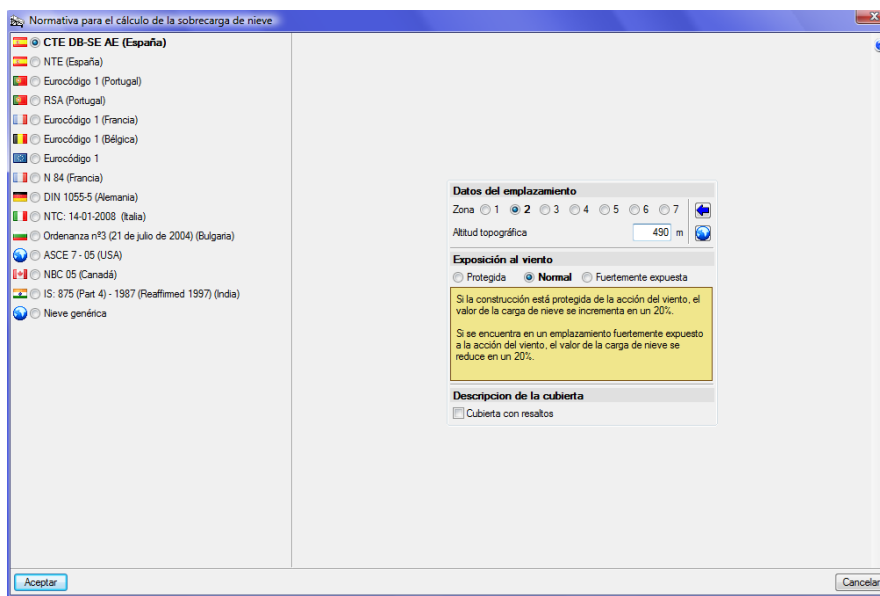 Normativa para el cálculo de la sobrecarga de nieve
CTE DB-SE AE (España)
NTE (España)
Eurocódigo 1 (Portugal)
RSA (Portugal)
Eurocódigo 1 (Francia)
Eurocódigo 1 (Bélgica)
Eurocódigo 1
N 84 (Francia)
DIN 1055-5 (Alemania)
NTC: 14-01-2008 (Italia)
Ordenanza nº3 (21 de julio de 2004) (Bulgaria)
ASCE 7 - 05 (USA)
NBC 05 (Canadá)
IS: 875 (Part 4) - 1987 (Reaffirmed 1997) (India)
Nieve genérica
Datos del emplazamiento
Zona 1 2 3 4 5 6 7
Altitud topográfica 490 m
Exposición al viento
Protegida Normal Fuertemente expuesta
Si la construcción está protegida de la acción del viento, el
valor de la carga de nieve se incrementa en un 20%.
Si se encuentra en un emplazamiento fuertemente expuesto
a la acción del viento, el valor de la carga de nieve se
reduce en un 20%.
Descripcion de la cubierta
Cubierta con resaltos
Aceptar
Cancelar